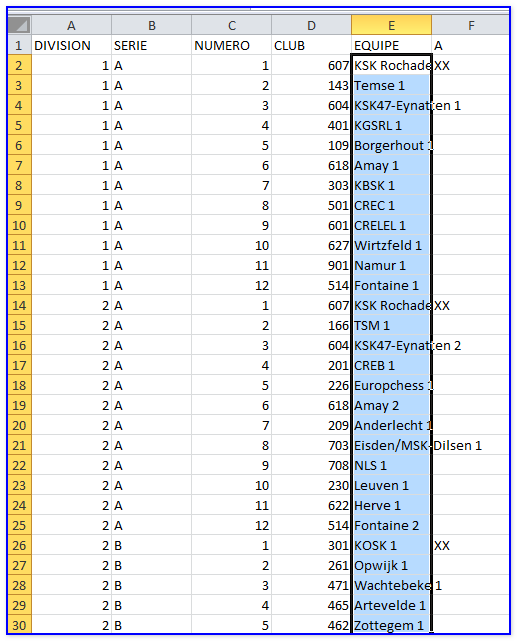 A B C D E F
1 DIVISION SERIE NUMERO CLUB EQUIPE A
2 1 A 1 607 KSK Rochade XX
3 1 A 2 143 Temse 1
4 1 A 3 604 KSK47-Eynatten 1
5 1 A 4 401 KGSRL 1
6 1 A 5 109 Borgerhout 1
7 1 A 6 618 Amay 1
8 1 A 7 303 KBSK 1
9 1 A 8 501 CREC 1
10 1 A 9 601 CRELEL 1
11 1 A 10 627 Wirtzfeld 1
12 1 A 11 901 Namur 1
13 1 A 12 514 Fontaine 1
14 2 A 1 607 KSK Rochade XX
15 2 A 2 166 TSM 1
16 2 A 3 604 KSK47-Eynatten 2
17 2 A 4 201 CREB 1
18 2 A 5 226 Europchess 1
19 2 A 6 618 Amay 2
20 2 A 7 209 Anderlecht 1
21 2 A 8 703 Eisden/MSK-Dilsen 1
22 2 A 9 708 NLS 1
23 2 A 10 230 Leuven 1
24 2 A 11 622 Herve 1
25 2 A 12 514 Fontaine 2
26 2 B 1 301 KOSK 1 XX
27 2 B 2 261 Opwijk 1
28 2 B 3 471 Wachtebeke 1
29 2 B 4 465 Artevelde 1
30 2 B 5 462 Zottegem 1